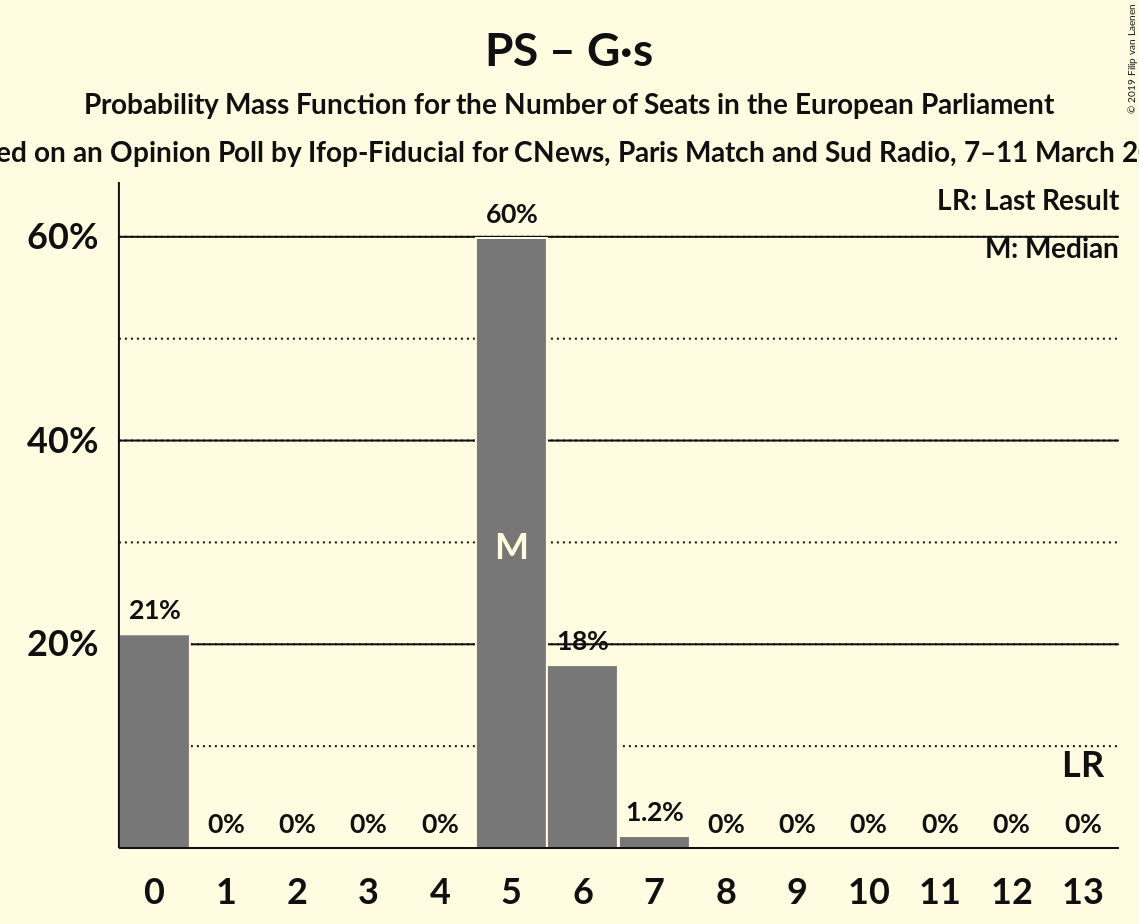 PS – G·s
Probability Mass Function for the Number of Seats in the European Parliament
on an Opinion Poll by Ifop-Fiducial for CNews, Paris Match and Sud Radio, 7–11 March
© 2019 Filip van Laenen
LR: Last Result
M: Median
60%
40%
20%
21%
0%
0%
0%
0%
60%
M
18%
1.2%
0%
0%
0%
0%
0%
0%
LR
0 1 2 3 4 5 6 7 8 9 10 11 12 13